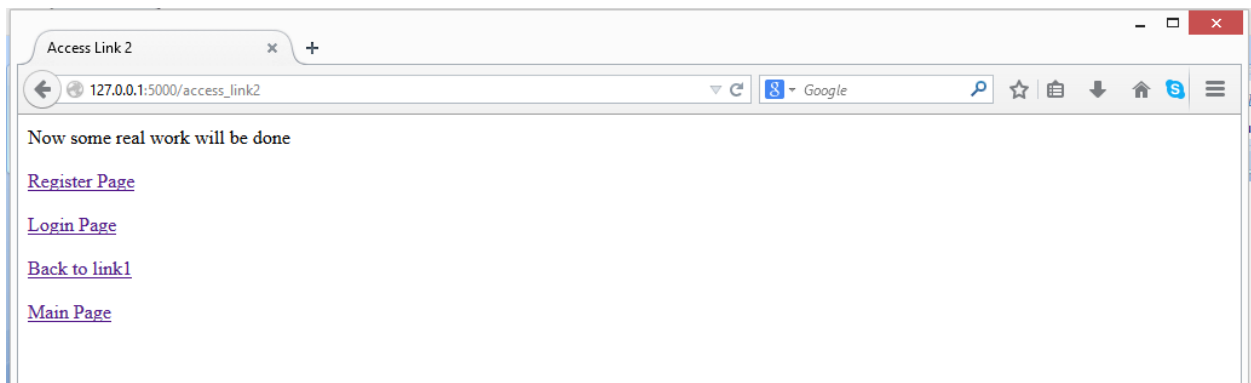 Access Link 2
127.0.0.1:5000/access_link2
Google
Now some real work will be done
Register Page
Login Page
Back to link1
Main Page